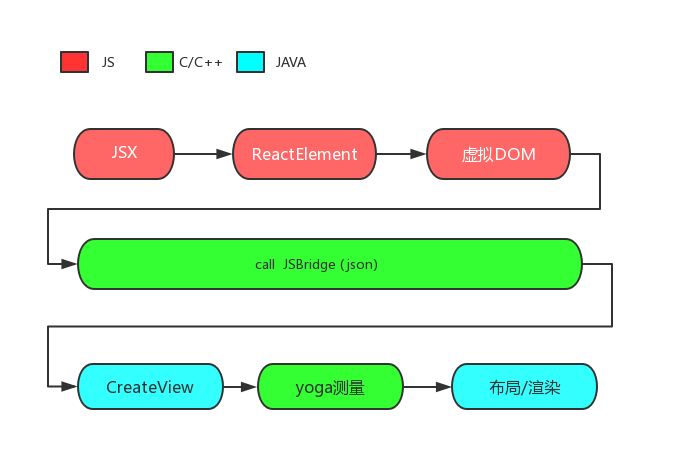 JS C/C++ JAVA
JSX ReactElement 虚拟DOM
call JSBridge (json)
CreateView yoga测量 布局/渲染